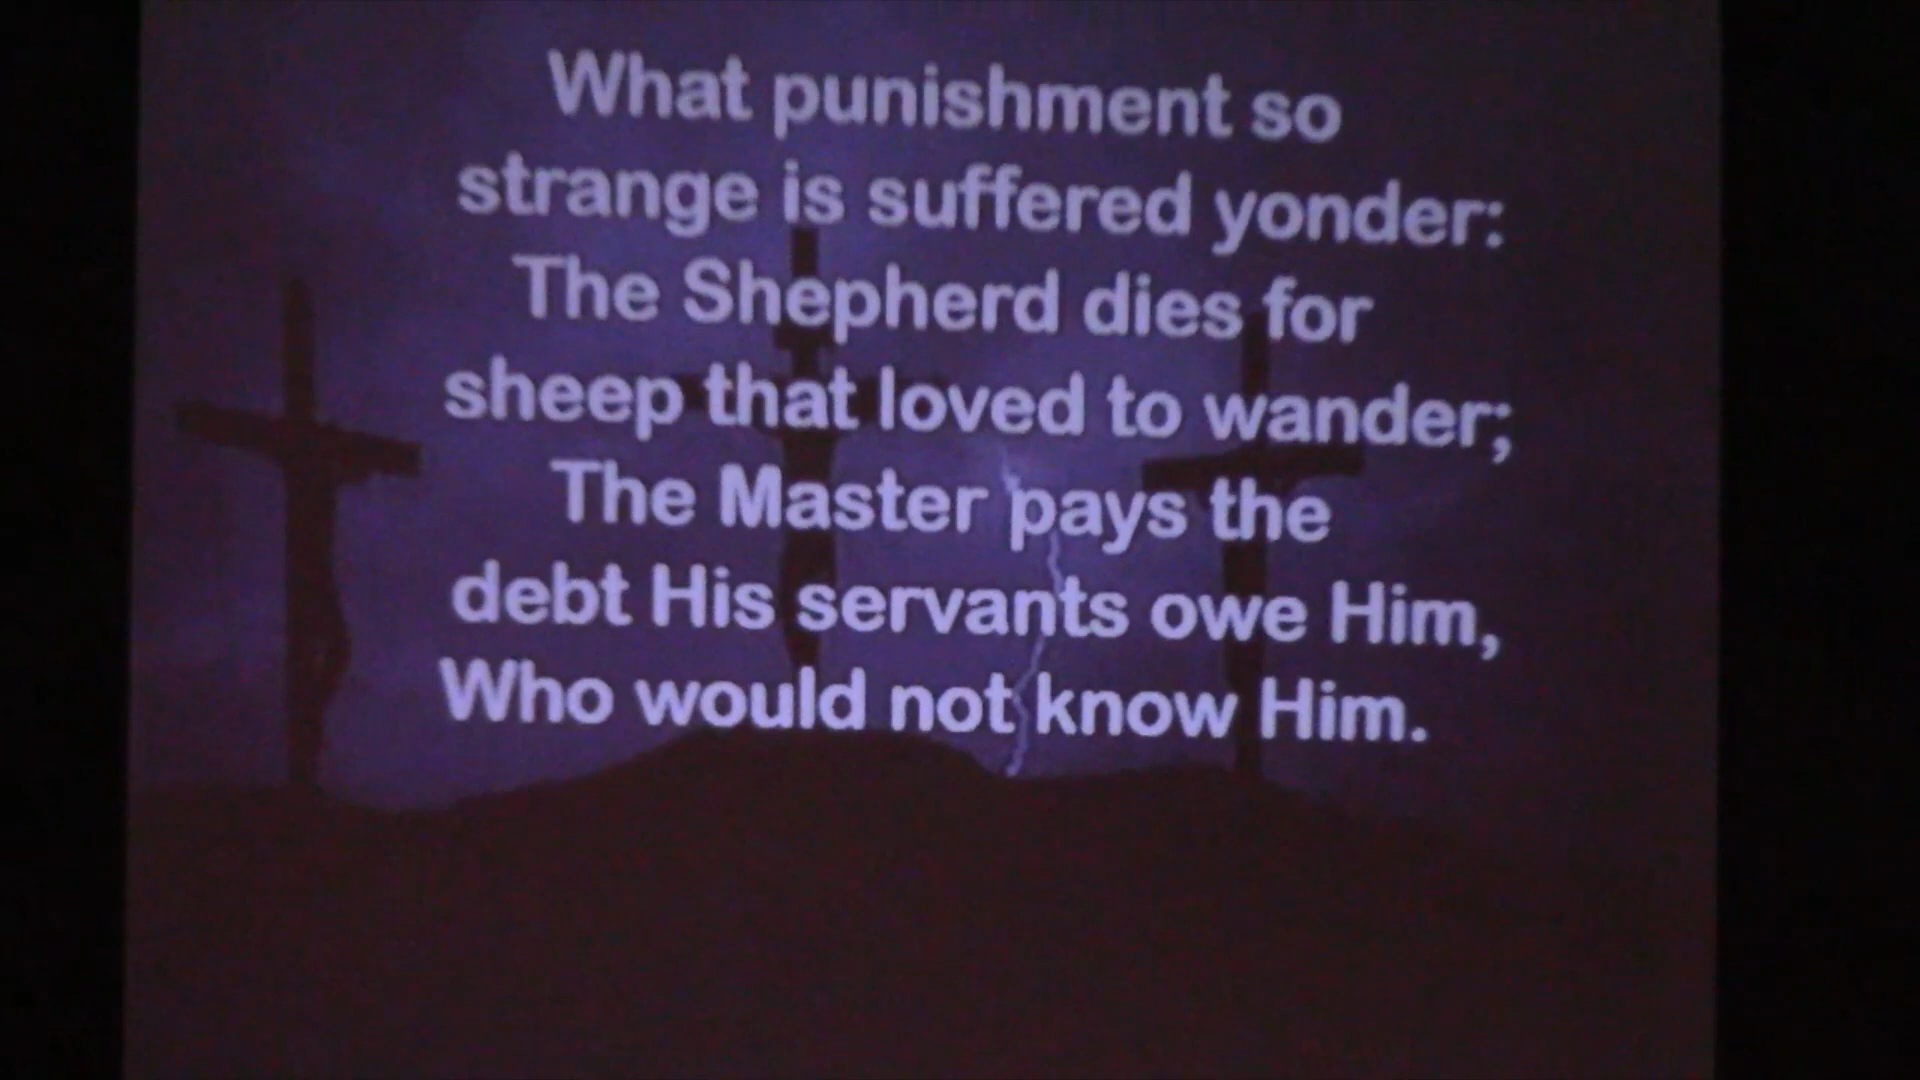 What punishment so
strange is suffered yonder:
The Shepherd dies for
sheep that loved to wander;
The Master pays the
debt His servants owe Him,
Who would not know Him.